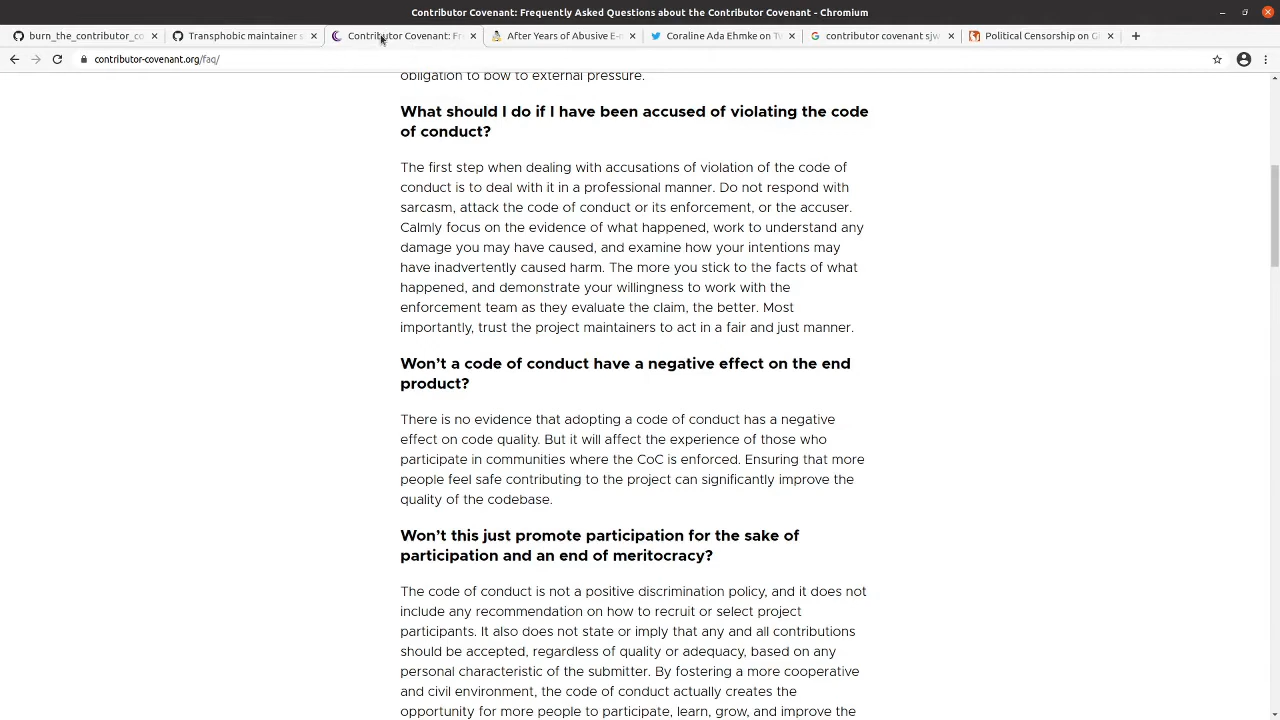 Contributor Covenant: Frequently Asked Questions about the Contributor Covenant - Chromium
burn_the_contributor_co
Transphobic maintainer s
Contributor Covenant: Fr
After Years of Abusive E-m
Coraline Ada Ehmke on Tw
contributor covenant sjw
Political Censorship on Gi
contributor-covenant.org/faq/
obligation to bow to external pressure.
What should I do if I have been accused of violating the code
of conduct?
The first step when dealing with accusations of violation of the code of
conduct is to deal with it in a professional manner. Do not respond with
sarcasm, attack the code of conduct or its enforcement, or the accuser.
Calmly focus on the evidence of what happened, work to understand any
damage you may have caused, and examine how your intentions may
have inadvertently caused harm. The more you stick to the facts of what
happened, and demonstrate your willingness to work with the
enforcement team as they evaluate the claim, the better. Most
importantly, trust the project maintainers to act in a fair and just manner.
Won’t a code of conduct have a negative effect on the end
product?
There is no evidence that adopting a code of conduct has a negative
effect on code quality. But it will affect the experience of those who
participate in communities where the CoC is enforced. Ensuring that more
people feel safe contributing to the project can significantly improve the
quality of the codebase.
Won’t this just promote participation for the sake of
participation and an end of meritocracy?
The code of conduct is not a positive discrimination policy, and it does not
include any recommendation on how to recruit or select project
participants. It also does not state or imply that any and all contributions
should be accepted, regardless of quality or adequacy, based on any
personal characteristic of the submitter. By fostering a more cooperative
and civil environment, the code of conduct actually creates the
opportunity for more people to participate, learn, grow, and improve the